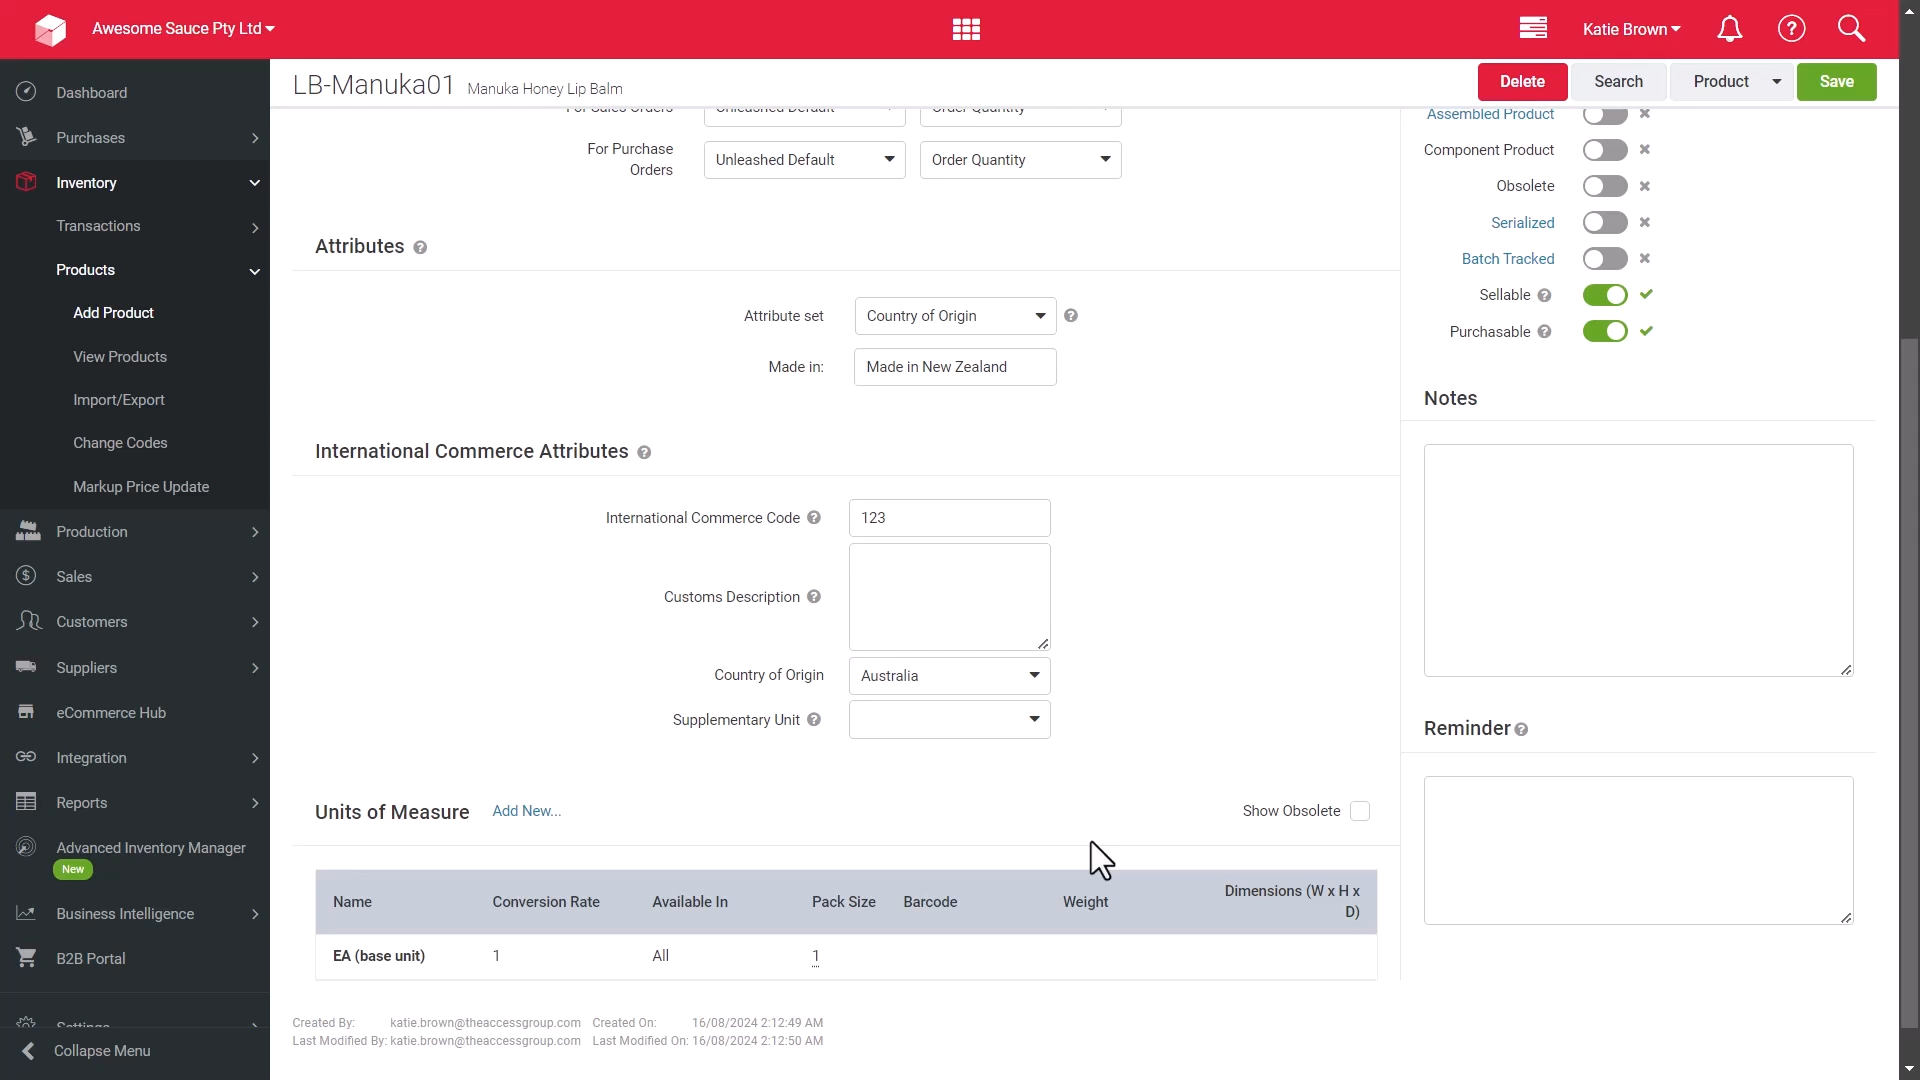 Awesome Sauce Pty Ltd
Katie Brown
LB-Manuka01 Manuka Honey Lip Balm
Delete
Search
Product
Save
Dashboard
Purchases
Inventory
Transactions
Products
Add Product
View Products
Import/Export
Change Codes
Markup Price Update
Production
Sales
Customers
Suppliers
eCommerce Hub
Integration
Reports
Advanced Inventory Manager
New
Business Intelligence
B2B Portal
Settings
Collapse Menu
For Sales Orders Unleashed Default Order Quantity
For Purchase
Orders
Unleashed Default Order Quantity
Attributes ?
Attribute set Country of Origin ?
Made in: Made in New Zealand
International Commerce Attributes ?
International Commerce Code ? 123
Customs Description ?
Country of Origin Australia
Supplementary Unit ?
Units of Measure Add New... Show Obsolete
Name Conversion Rate Available In Pack Size Barcode Weight Dimensions (W x H x
D)
EA (base unit) 1 All 1
Created By: katie.brown@theaccessgroup.com Created On: 16/08/2024 2:12:49 AM
Last Modified By: katie.brown@theaccessgroup.com Last Modified On: 16/08/2024 2:12:50 AM
Assembled Product
Component Product
Obsolete
Serialized
Batch Tracked
Sellable ?
Purchasable ?
Notes
Reminder ?